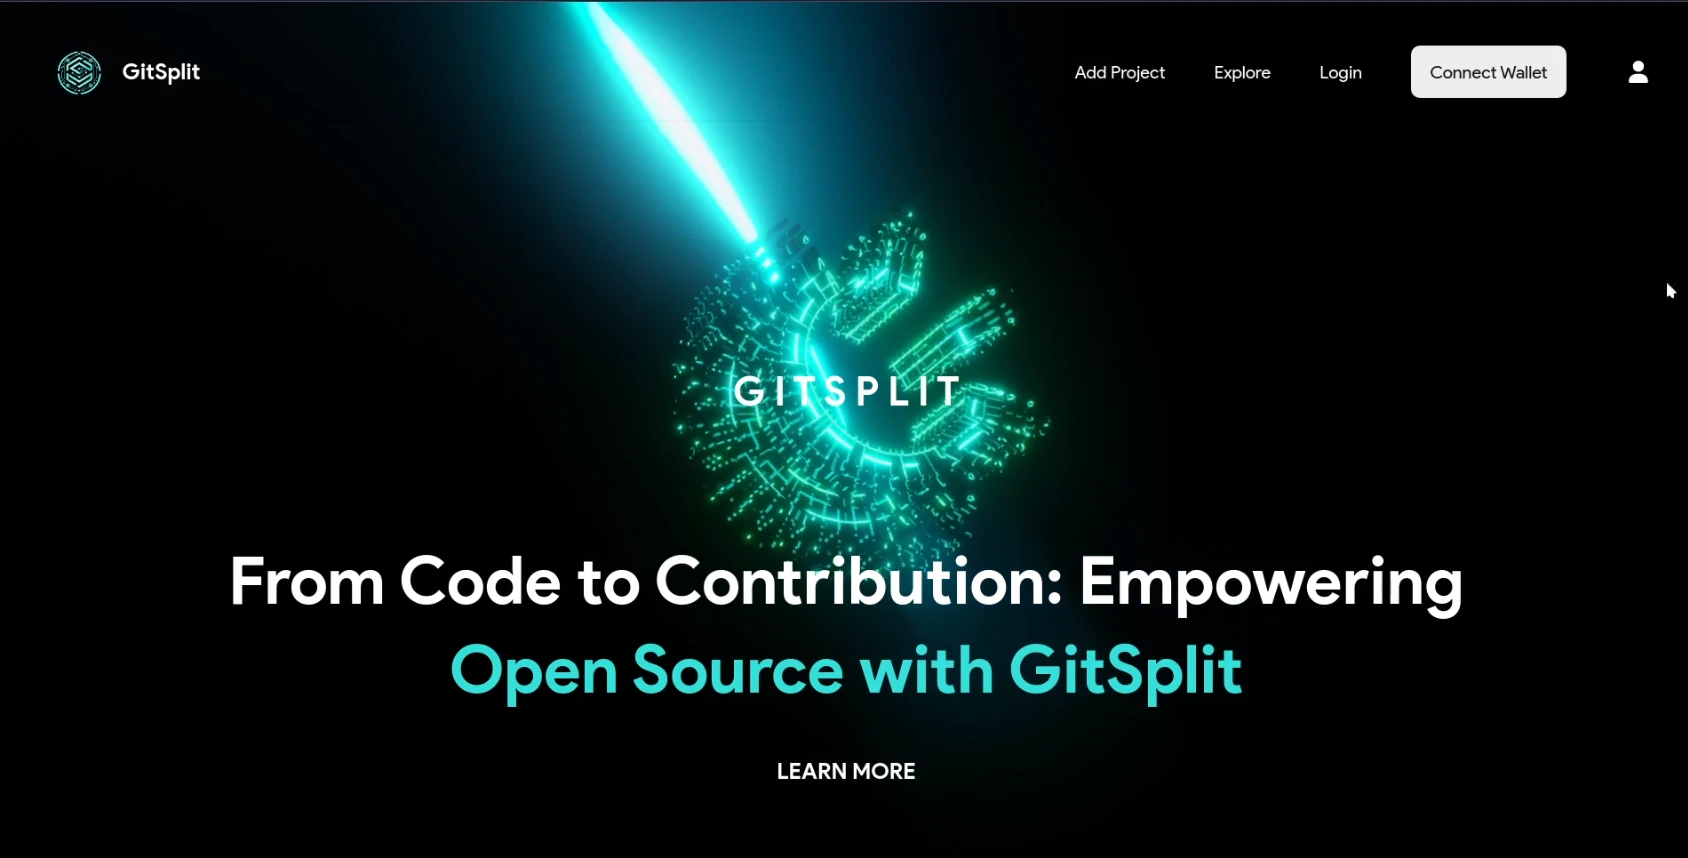 GitSplit
Add Project
Explore
Login
Connect Wallet
GITSPLIT
From Code to Contribution: Empowering
Open Source with GitSplit
LEARN MORE